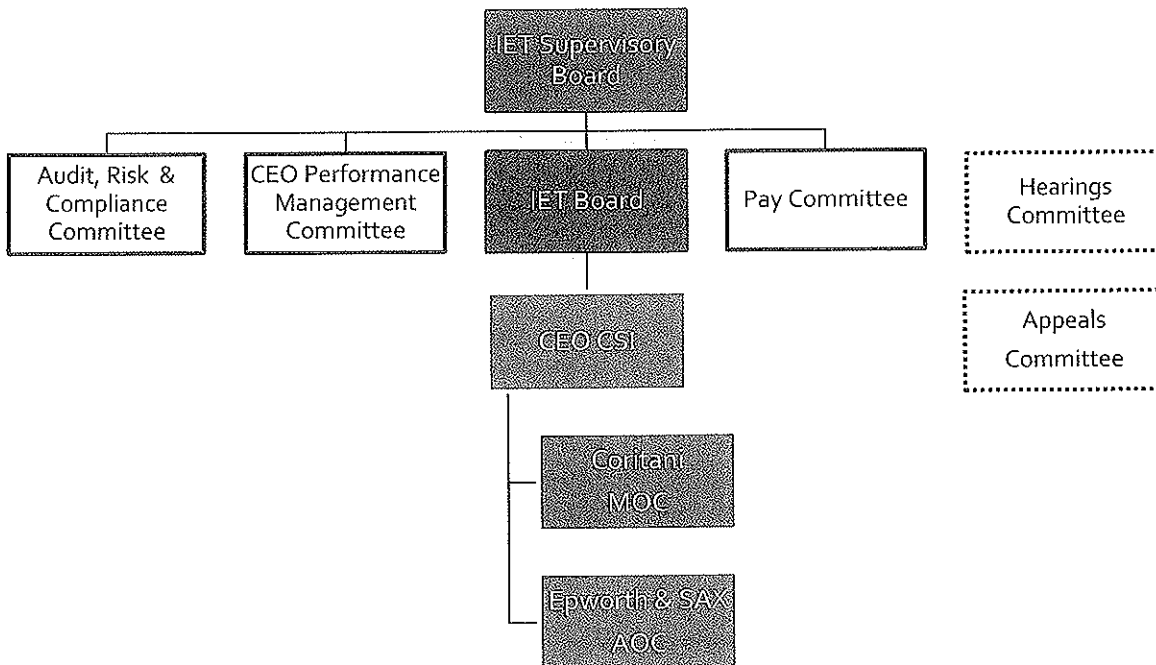 IET Supervisory
Board
Audit, Risk &
Compliance
Committee
CEO Performance
Management
Committee
IET Board
Pay Committee
Hearings
Committee
CEO CSI
Appeals
Committee
Coritani
MOC
Epworth & SAX
AOC